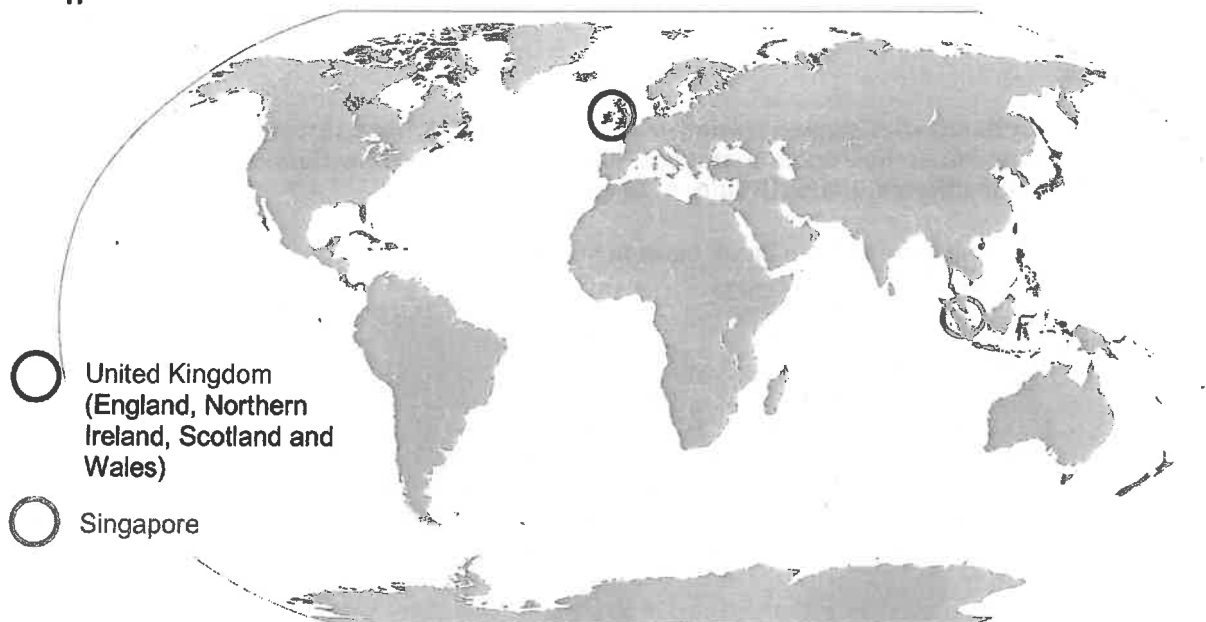 United Kingdom
(England, Northern
Ireland, Scotland and
Wales)
Singapore